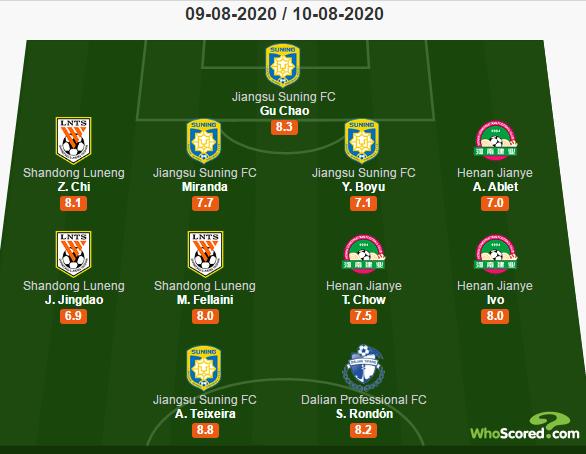 09-08-2020 / 10-08-2020
SUNING
Jiangsu Suning FC
Gu Chao
8.3
LNTS
Shandong Luneng
Z. Chi
8.1
SUNING
Jiangsu Suning FC
Miranda
7.7
SUNING
Jiangsu Suning FC
Y. Boyu
7.1
Henan Jianye
A. Ablet
7.0
LNTS
Shandong Luneng
J. Jingdao
6.9
LNTS
Shandong Luneng
M. Fellaini
8.0
Henan Jianye
T. Chow
7.5
Henan Jianye
Ivo
8.0
SUNING
Jiangsu Suning FC
A. Teixeira
8.8
Dalian Professional FC
S. Rondón
8.2
WhoScored.com